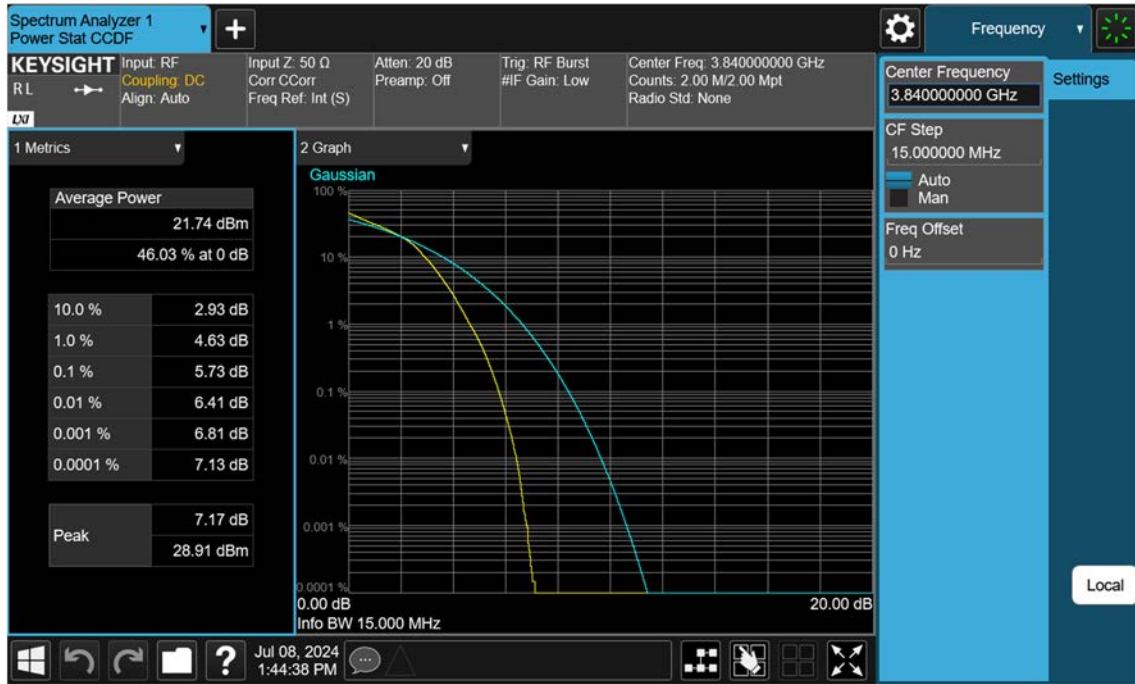 Spectrum Analyzer 1
Power Stat CCDF
+
Frequency
KEYSIGHT
RL
LXI
Input: RF
Coupling: DC
Align: Auto
Input Z: 50 Ω
Corr CCorr
Freq Ref: Int (S)
Atten: 20 dB
Preamp: Off
Trig: RF Burst
#IF Gain: Low
Center Freq: 3.840000000 GHz
Counts: 2.00 M/2.00 Mpt
Radio Std: None
Center Frequency
3.840000000 GHz
Settings
CF Step
15.000000 MHz
Auto
Man
Freq Offset
0 Hz
Local
1 Metrics
Average Power
21.74 dBm
46.03 % at 0 dB
10.0 % 2.93 dB
1.0 % 4.63 dB
0.1 % 5.73 dB
0.01 % 6.41 dB
0.001 % 6.81 dB
0.0001 % 7.13 dB
Peak
7.17 dB
28.91 dBm
2 Graph
Gaussian
100 %
10 %
1 %
0.1 %
0.01 %
0.001 %
0.0001 %
0.00 dB 20.00 dB
Info BW 15.000 MHz
?
Jul 08, 2024
1:44:38 PM